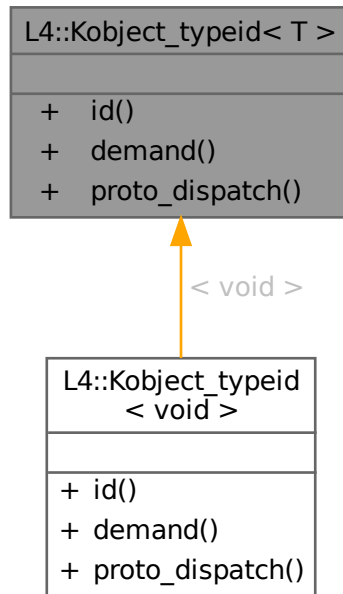 L4::Kobject_typeid< T >
+ id()
+ demand()
+ proto_dispatch()
< void >
L4::Kobject_typeid
< void >
+ id()
+ demand()
+ proto_dispatch()